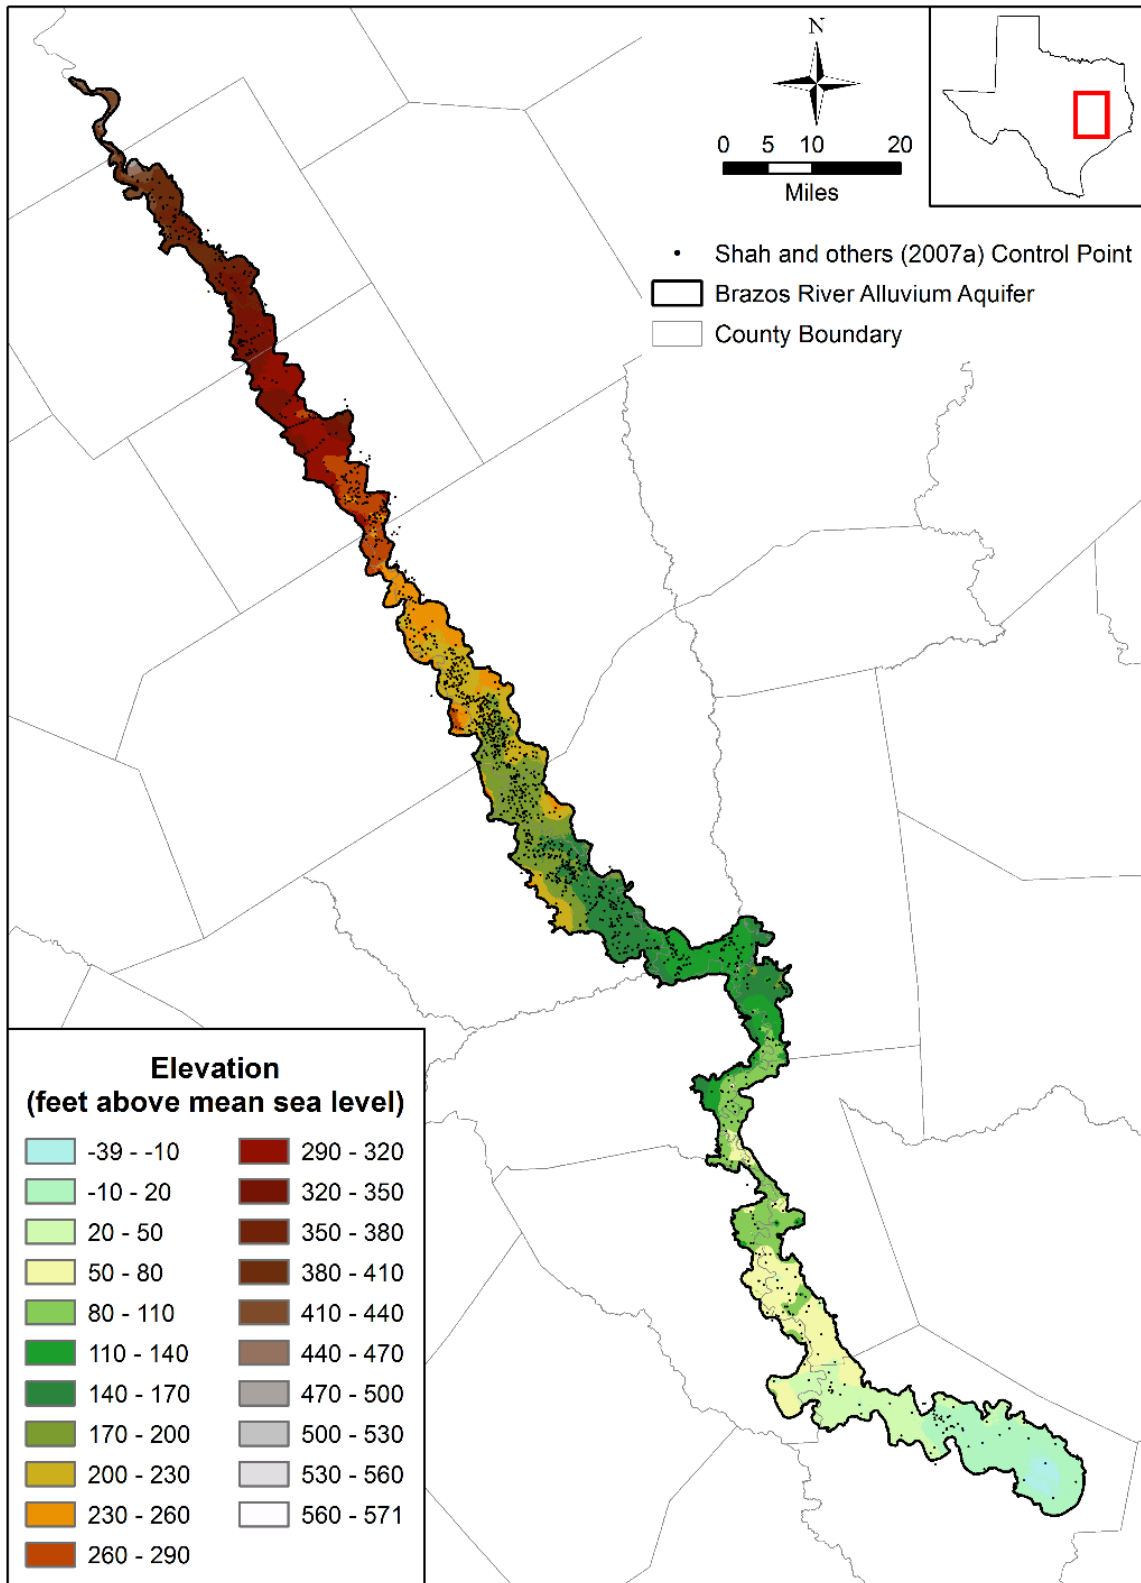 N
0 5 10 20
Miles
Shah and others (2007a) Control Point
Brazos River Alluvium Aquifer
County Boundary
Elevation
(feet above mean sea level)
-39 - -10
-10 - 20
20 - 50
50 - 80
80 - 110
110 - 140
140 - 170
170 - 200
200 - 230
230 - 260
260 - 290
290 - 320
320 - 350
350 - 380
380 - 410
410 - 440
440 - 470
470 - 500
500 - 530
530 - 560
560 - 571